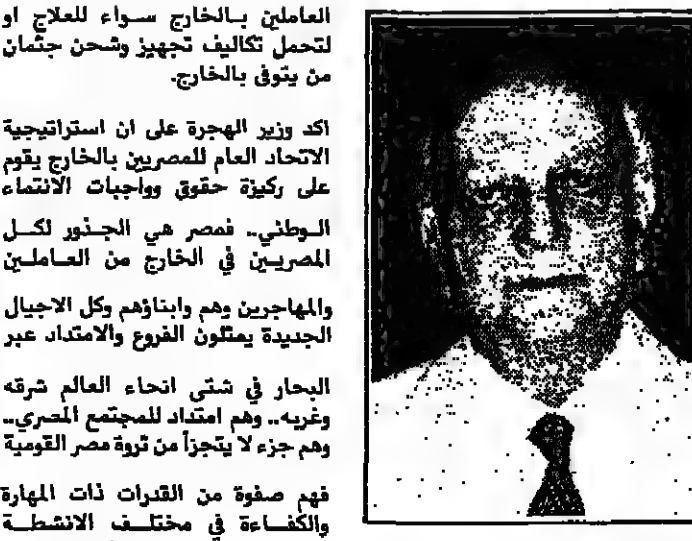 العاملين بالخارج سواء للعلاج او
لتحمل تكاليف تجهيز وشحن جثمان
من يتوفى بالخارج.
اكد وزير الهجرة على ان استراتيجية
الاتحاد العام للمصريين بالخارج يقوم
على ركيزة حقوق وواجبات الانتماء
الوطني.. فمصر هي الجذور لكل
المصريين في الخارج من العاملين
والمهاجرين وهم وابناؤهم وكل الاجيال
الجديدة يمثلون الفروع والامتداد عبر
البحار في شتى انحاء العالم شرقه
وغربه.. وهم امتداد للمجتمع المصري..
وهم جزء لا يتجزأ من ثروة مصر القومية
فهم صفوة من القدرات ذات المهارة
والكفاءة في مختلف الانشطة